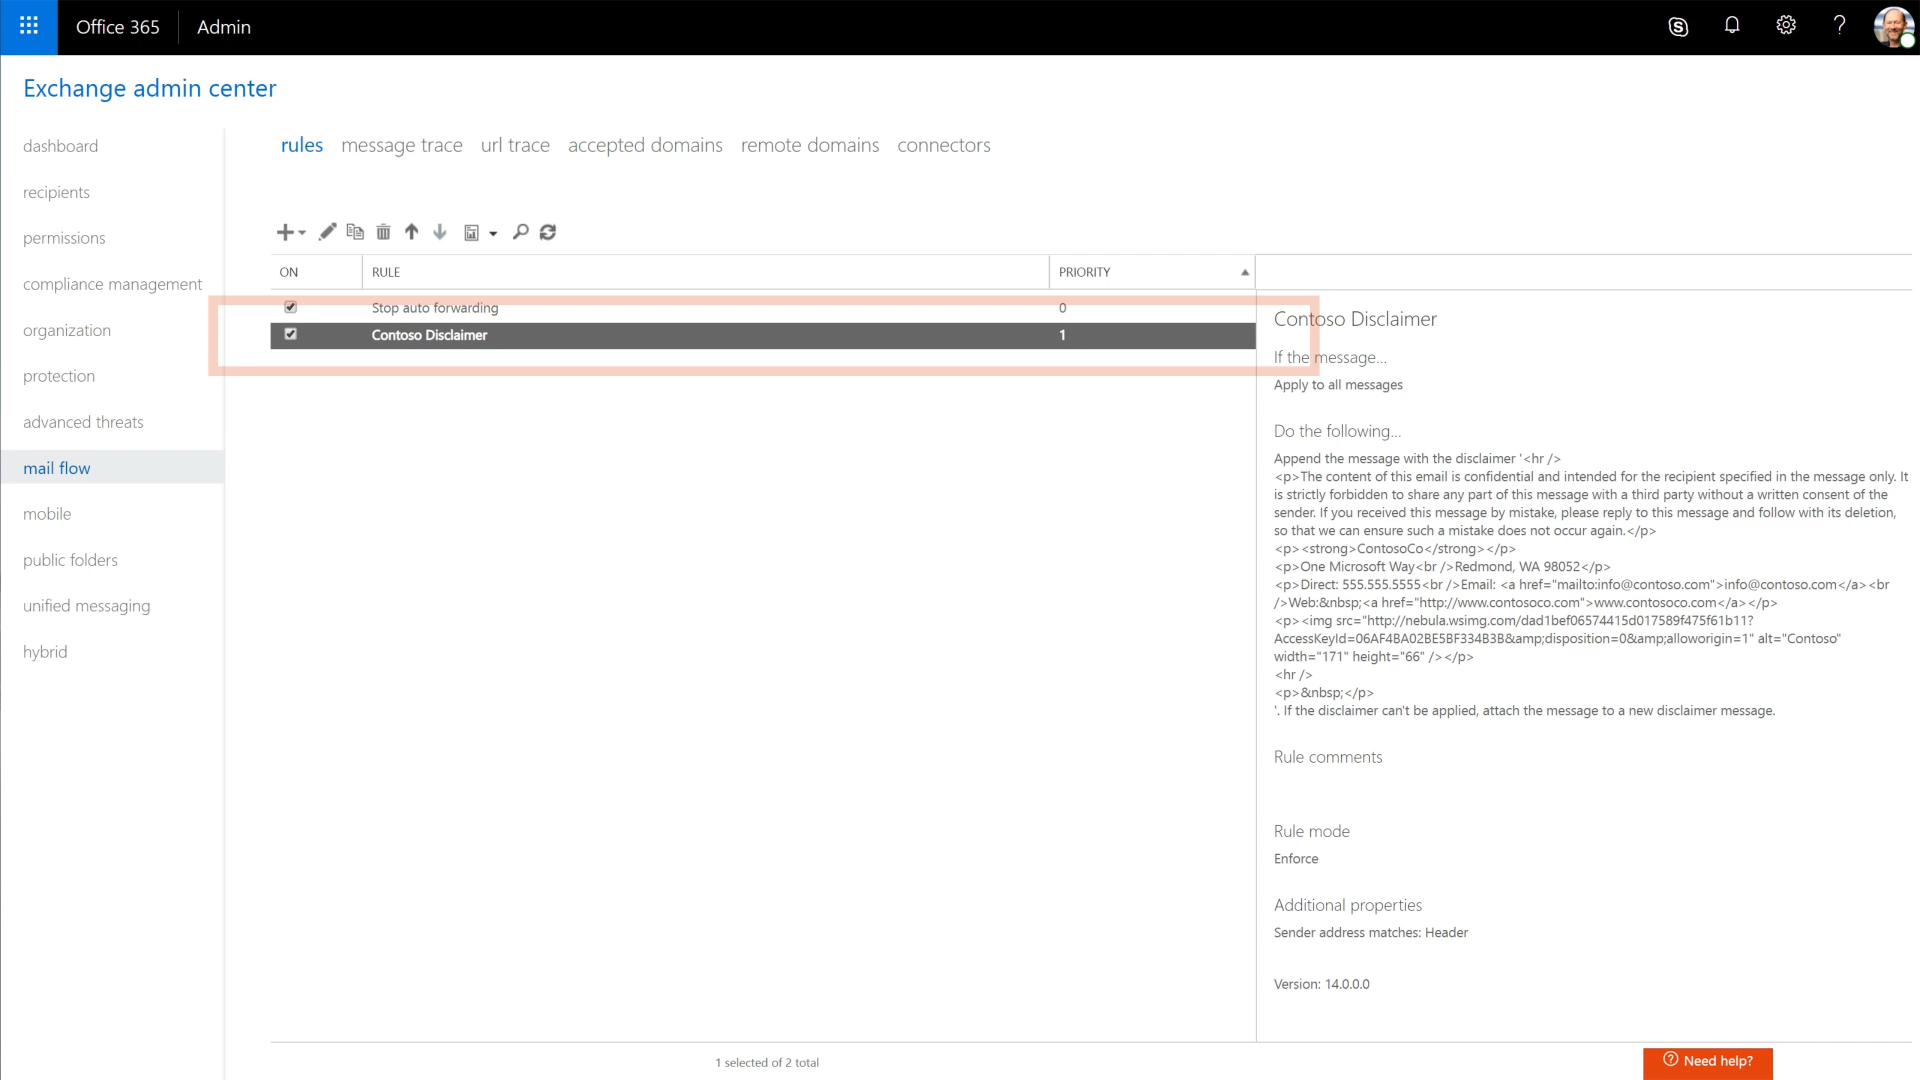 Office 365
Admin
Exchange admin center
dashboard
recipients
permissions
compliance management
organization
protection
advanced threats
mail flow
mobile
public folders
unified messaging
hybrid
rules message trace url trace accepted domains remote domains connectors
ON RULE PRIORITY
Stop auto forwarding 0
Contoso Disclaimer 1
Contoso Disclaimer
If the message...
Apply to all messages
Do the following...
Append the message with the disclaimer '<hr />
<p>The content of this email is confidential and intended for the recipient specified in the message only. It
is strictly forbidden to share any part of this message with a third party without a written consent of the
sender. If you received this message by mistake, please reply to this message and follow with its deletion,
so that we can ensure such a mistake does not occur again.</p>
<p><strong>ContosoCo</strong></p>
<p>One Microsoft Way<br />Redmond, WA 98052</p>
<p>Direct: 555.555.5555<br />Email: <a href="mailto:info@contoso.com">info@contoso.com</a><br
/>Web:&nbsp;<a href="http://www.contosoco.com">www.contosoco.com</a></p>
<p><img src="http://nebula.wsimg.com/dad1bef06574415d017589f475f61b11?
AccessKeyId=06AF4BA02BE5BF334B3B&amp;disposition=0&amp;alloworigin=1" alt="Contoso"
width="171" height="66" /></p>
<hr />
<p>&nbsp;</p>
'. If the disclaimer can't be applied, attach the message to a new disclaimer message.
Rule comments
Rule mode
Enforce
Additional properties
Sender address matches: Header
Version: 14.0.0.0
1 selected of 2 total
Need help?